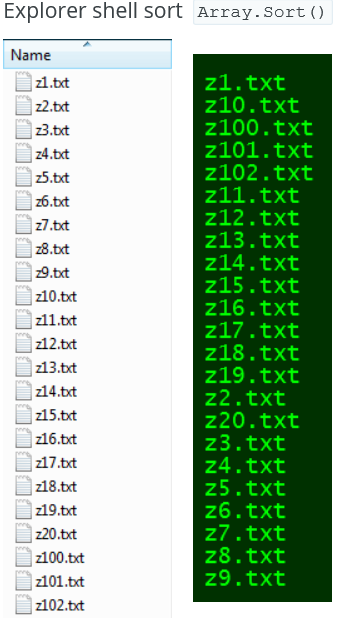 Explorer shell sort Array.Sort()
Name
z1.txt
z2.txt
z3.txt
z4.txt
z5.txt
z6.txt
z7.txt
z8.txt
z9.txt
z10.txt
z11.txt
z12.txt
z13.txt
z14.txt
z15.txt
z16.txt
z17.txt
z18.txt
z19.txt
z20.txt
z100.txt
z101.txt
z102.txt
z1.txt
z10.txt
z100.txt
z101.txt
z102.txt
z11.txt
z12.txt
z13.txt
z14.txt
z15.txt
z16.txt
z17.txt
z18.txt
z19.txt
z2.txt
z20.txt
z3.txt
z4.txt
z5.txt
z6.txt
z7.txt
z8.txt
z9.txt